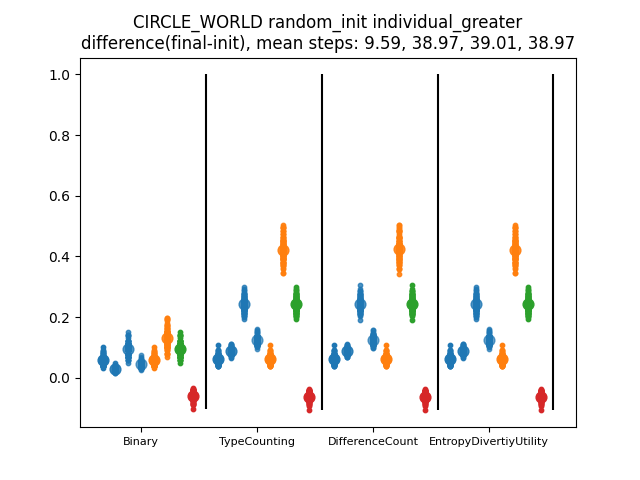 CIRCLE_WORLD random_init individual_greater
difference(final-init), mean steps: 9.59, 38.97, 39.01, 38.97
1.0
0.8
0.6
0.4
0.2
0.0
Binary TypeCounting DifferenceCount EntropyDivertiyUtility